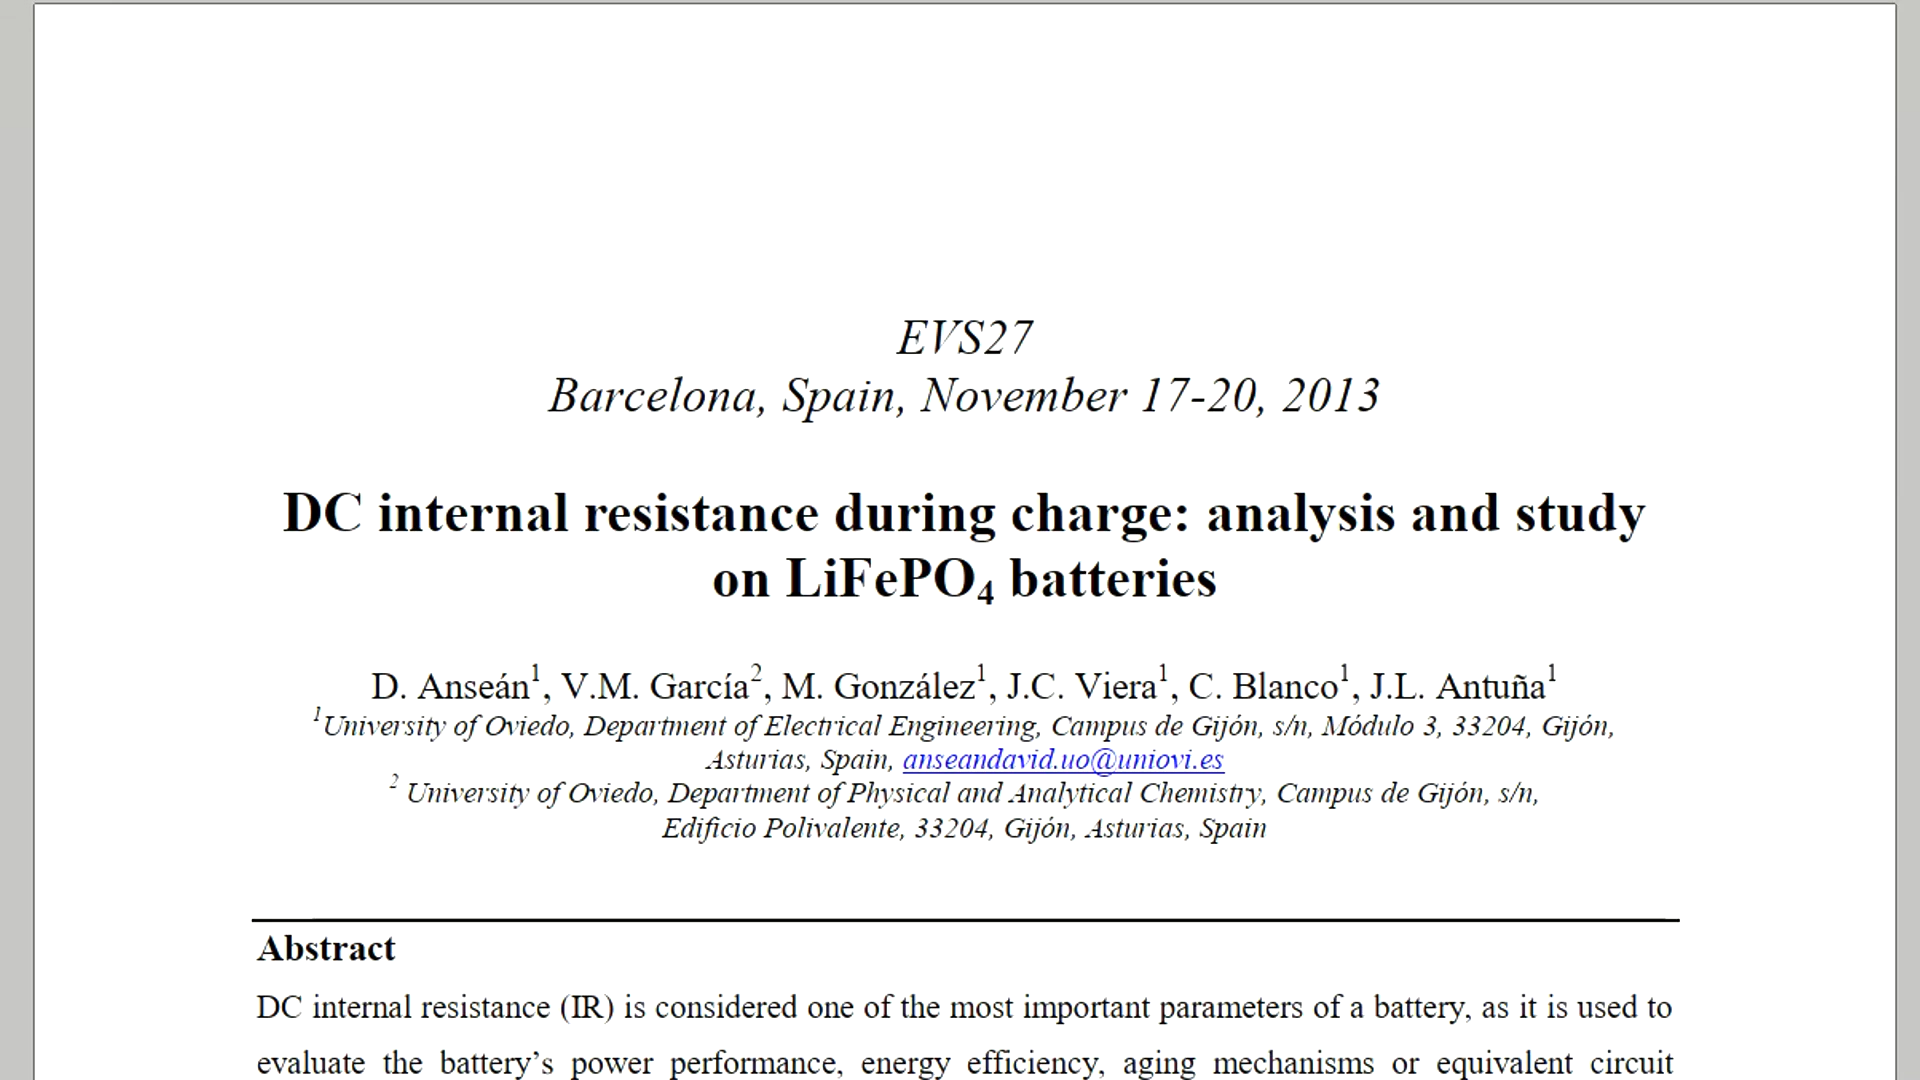 EVS27
Barcelona, Spain, November 17-20, 2013
DC internal resistance during charge: analysis and study
on LiFePO₄ batteries
D. Anseán¹, V.M. García², M. González¹, J.C. Viera¹, C. Blanco¹, J.L. Antuña¹
¹University of Oviedo, Department of Electrical Engineering, Campus de Gijón, s/n, Módulo 3, 33204, Gijón,
Asturias, Spain, anseandavid.uo@uniovi.es
² University of Oviedo, Department of Physical and Analytical Chemistry, Campus de Gijón, s/n,
Edificio Polivalente, 33204, Gijón, Asturias, Spain
Abstract
DC internal resistance (IR) is considered one of the most important parameters of a battery, as it is used to
evaluate the battery’s power performance, energy efficiency, aging mechanisms or equivalent circuit